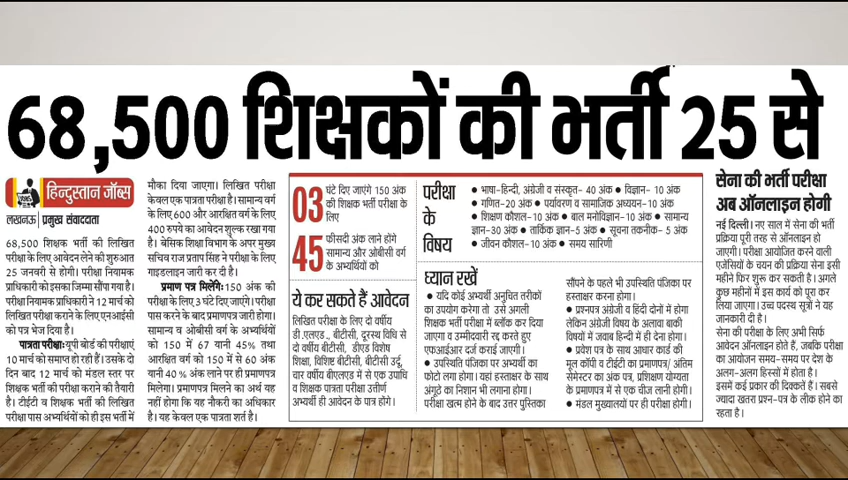 68,500 शिक्षकों की भर्ती 25 से
हिन्दुस्तान जॉब्स
लखनऊ | प्रमुख संवाददाता
68,500 शिक्षक भर्ती की लिखित
परीक्षा के लिए आवेदन लेने की शुरुआत
25 जनवरी से होगी। परीक्षा नियामक
प्राधिकारी को इसका जिम्मा सौंपा गया है।
परीक्षा नियामक प्राधिकारी ने 12 मार्च को
लिखित परीक्षा कराने के लिए एनआईसी
को पत्र भेज दिया है।
पात्रता परीक्षा: यूपी बोर्ड की परीक्षाएं
10 मार्च को समाप्त हो रही हैं। उसके दो
दिन बाद 12 मार्च को मंडल स्तर पर
शिक्षक भर्ती की परीक्षा कराने की तैयारी
है। टीईटी व शिक्षक भर्ती की लिखित
परीक्षा पास अभ्यर्थियों को ही इस भर्ती में
मौका दिया जाएगा। लिखित परीक्षा
केवल एक पात्रता परीक्षा है। सामान्य वर्ग
के लिए 600 और आरक्षित वर्ग के लिए
400 रुपये का आवेदन शुल्क रखा गया
है। बेसिक शिक्षा विभाग के अपर मुख्य
सचिव राज प्रताप सिंह ने परीक्षा के लिए
गाइडलाइन जारी कर दी है।
प्रमाण पत्र मिलेंगे: 150 अंक की
परीक्षा के लिए 3 घंटे दिए जाएंगे। परीक्षा
पास करने के बाद प्रमाणपत्र जारी होगा।
सामान्य व ओबीसी वर्ग के अभ्यर्थियों
को 150 में 67 यानी 45% तथा
आरक्षित वर्ग को 150 में से 60 अंक
यानी 40% अंक लाने पर ही प्रमाणपत्र
मिलेगा। प्रमाणपत्र मिलने का अर्थ यह
नहीं होगा कि यह नौकरी का अधिकार
है। यह केवल एक पात्रता शर्त है।
03 घंटे दिए जाएंगे 150 अंक
की शिक्षक भर्ती परीक्षा के
लिए
45 फीसदी अंक लाने होंगे
सामान्य और ओबीसी वर्ग
के अभ्यर्थियों को
परीक्षा
के
विषय
● भाषा-हिन्दी, अंग्रेजी व संस्कृत- 40 अंक ● विज्ञान- 10 अंक
● गणित-20 अंक ● पर्यावरण व सामाजिक अध्ययन-10 अंक
● शिक्षण कौशल-10 अंक ● बाल मनोविज्ञान-10 अंक ● सामान्य
ज्ञान-30 अंक ● तार्किक ज्ञान-5 अंक ● सूचना तकनीक- 5 अंक
● जीवन कौशल-10 अंक ● समय सारिणी
ये कर सकते हैं आवेदन
लिखित परीक्षा के लिए दो वर्षीय
डी.एलएड., बीटीसी, दूरस्थ विधि से
दो वर्षीय बीटीसी, डीएड विशेष
शिक्षा, विशिष्ट बीटीसी, बीटीसी उर्दू,
चार वर्षीय बीएलएड में से एक उपाधि
व शिक्षक पात्रता परीक्षा उत्तीर्ण
अभ्यर्थी ही आवेदन के पात्र होंगे।
ध्यान रखें
● यदि कोई अभ्यर्थी अनुचित तरीकों
का उपयोग करेगा तो उसे अगली
शिक्षक भर्ती परीक्षा में ब्लॉक कर दिया
जाएगा व उम्मीदवारी रद्द करते हुए
एफआईआर दर्ज कराई जाएगी।
● उपस्थिति पंजिका पर अभ्यर्थी का
फोटो लगा होगा। यहां हस्ताक्षर के साथ
अंगूठे का निशान भी लगाना होगा।
परीक्षा खत्म होने के बाद उत्तर पुस्तिका
सौंपने के पहले भी उपस्थिति पंजिका पर
हस्ताक्षर करना होगा।
● प्रश्नपत्र अंग्रेजी व हिंदी दोनों में होगा
लेकिन अंग्रेजी विषय के अलावा बाकी
विषयों में जवाब हिन्दी में ही देना होगा।
● प्रवेश पत्र के साथ आधार कार्ड की
मूल कॉपी व टीईटी का प्रमाणपत्र/ अंतिम
सेमेस्टर का अंक पत्र, प्रशिक्षण योग्यता
के प्रमाणपत्र में से एक चीज लानी होगी।
● मंडल मुख्यालयों पर ही परीक्षा होगी।
सेना की भर्ती परीक्षा
अब ऑनलाइन होगी
नई दिल्ली। नए साल में सेना की भर्ती
प्रक्रिया पूरी तरह से ऑनलाइन हो
जाएगी। परीक्षा आयोजित करने वाली
एजेंसियों के चयन की प्रक्रिया सेना इसी
महीने फिर शुरू कर सकती है। अगले
कुछ महीनों में इस कार्य को पूरा कर
लिया जाएगा। उच्च पदस्थ सूत्रों ने यह
जानकारी दी है।
सेना की परीक्षा के लिए अभी सिर्फ
आवेदन ऑनलाइन होते हैं, जबकि परीक्षा
का आयोजन समय-समय पर देश के
अलग-अलग हिस्सों में होता है।
इसमें कई प्रकार की दिक्कतें हैं। सबसे
ज्यादा खतरा प्रश्न-पत्र के लीक होने का
रहता है।